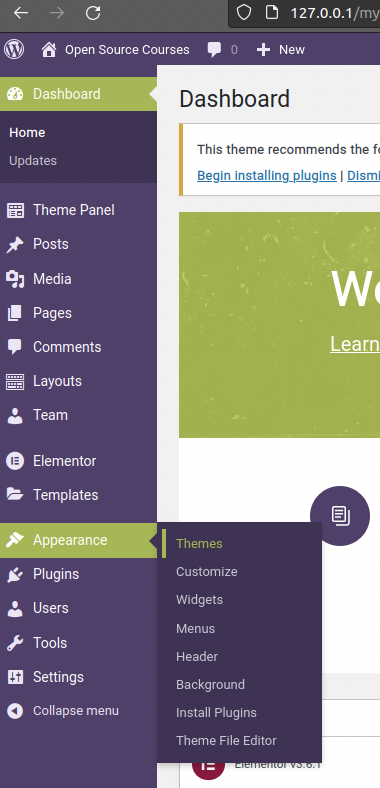 127.0.0.1/my
Open Source Courses 0 New
Dashboard
Home
Updates
Theme Panel
Posts
Media
Pages
Comments
Layouts
Team
Elementor
Templates
Appearance
Plugins
Users
Tools
Settings
Collapse menu
Dashboard
This theme recommends the fo
Begin installing plugins | Dismi
We
Learn
Themes
Customize
Widgets
Menus
Header
Background
Install Plugins
Theme File Editor
Elementor v3.6.1